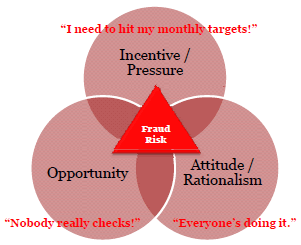 “I need to hit my monthly targets!”
Incentive /
Pressure
Fraud
Risk
Opportunity
Attitude /
Rationalism
“Nobody really checks!”
“Everyone’s doing it.”